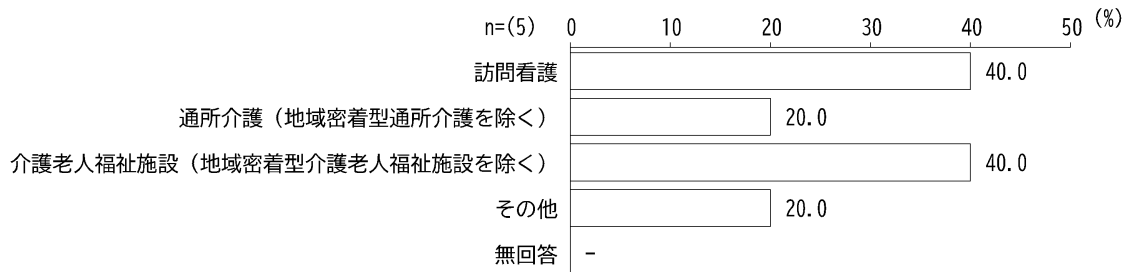 n=(5) 0 10 20 30 40 50 (%)
訪問看護 40.0
通所介護（地域密着型通所介護を除く） 20.0
介護老人福祉施設（地域密着型介護老人福祉施設を除く） 40.0
その他 20.0
無回答 -